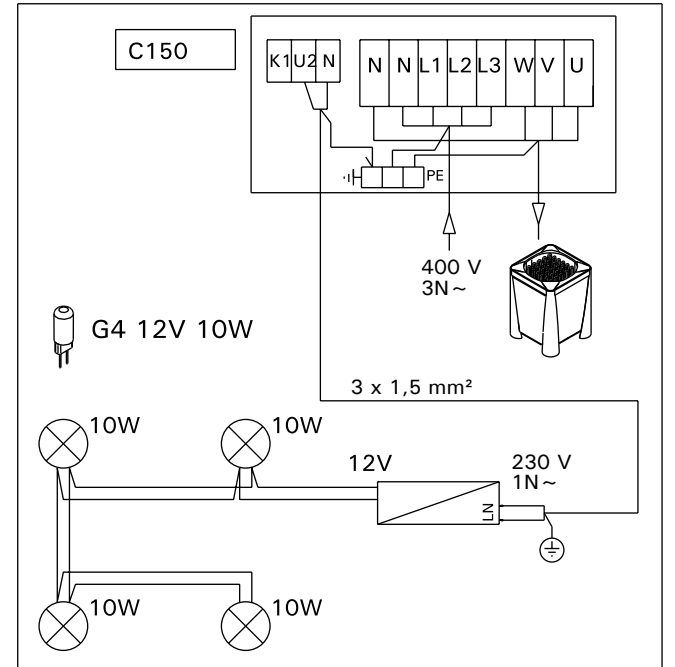 C150
K1 U2 N
N N L1 L2 L3 W V U
PE
400 V
3N~
G4 12V 10W
3 x 1,5 mm²
10W
10W
12V
230 V
1N~
LN
10W
10W